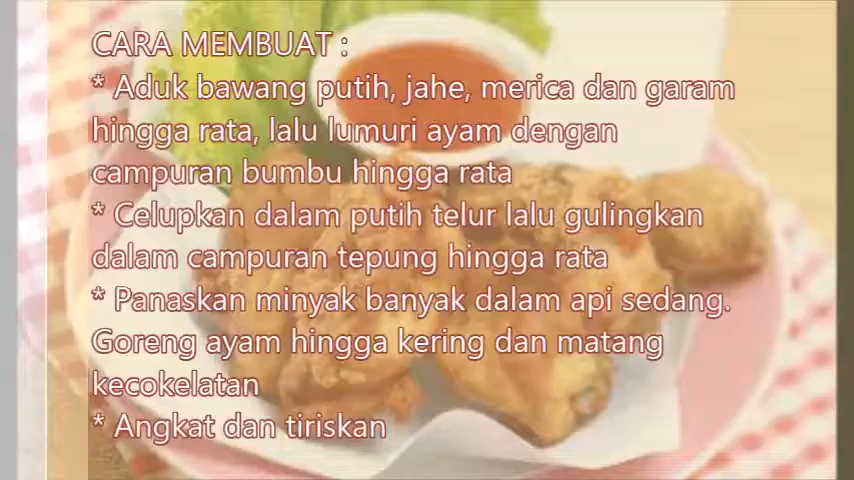 CARA MEMBUAT :
* Aduk bawang putih, jahe, merica dan garam
hingga rata, lalu lumuri ayam dengan
campuran bumbu hingga rata
* Celupkan dalam putih telur lalu gulingkan
dalam campuran tepung hingga rata
* Panaskan minyak banyak dalam api sedang.
Goreng ayam hingga kering dan matang
kecokelatan
* Angkat dan tiriskan